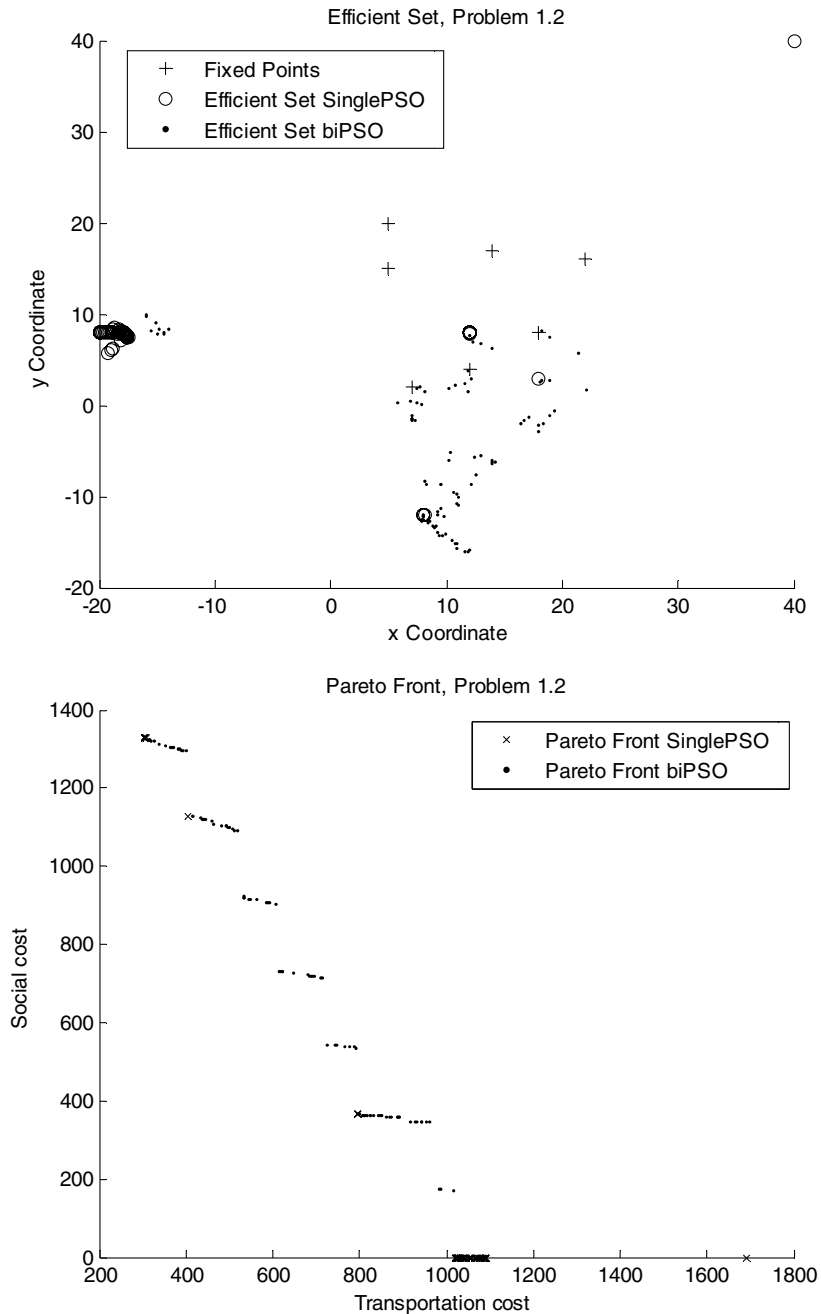 Efficient Set, Problem 1.2
40
Fixed Points
Efficient Set SinglePSO
Efficient Set biPSO
30
20
10
0
-10
-20
y Coordinate
-20 -10 0 10 20 30 40
x Coordinate
Pareto Front, Problem 1.2
1400
Pareto Front SinglePSO
Pareto Front biPSO
1200
1000
800
600
400
200
0
Social cost
200 400 600 800 1000 1200 1400 1600 1800
Transportation cost